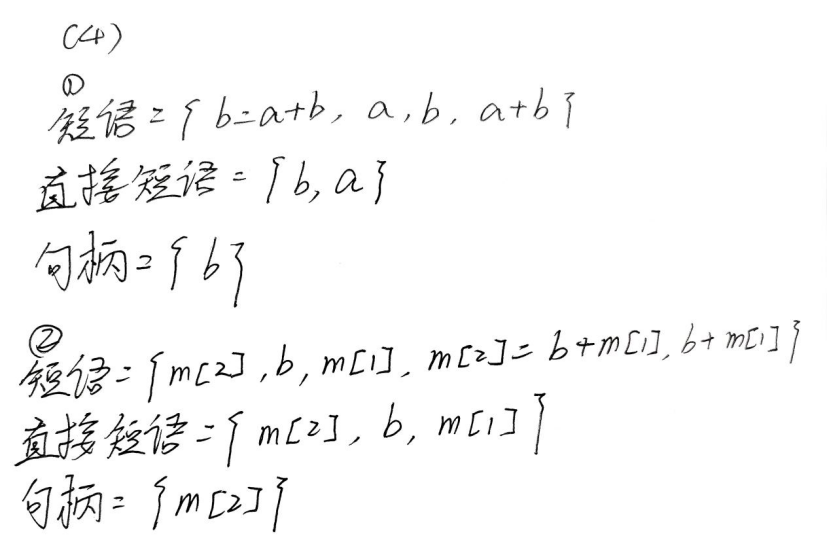 (4)
①
短语={b=a+b, a,b, a+b}
直接短语={b, a}
句柄={b}
②
短语={m[2],b,m[1],m[2]=b+m[1],b+m[1]}
直接短语={m[2],b,m[1]}
句柄={m[2]}